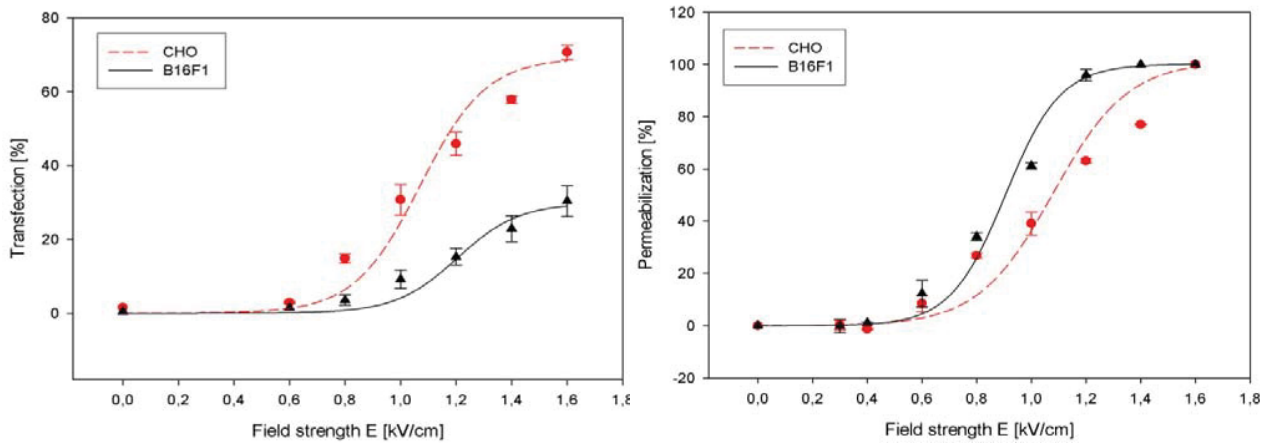 80
60
40
20
0
Transfection [%]
CHO
B16F1
0,0 0,2 0,4 0,6 0,8 1,0 1,2 1,4 1,6 1,8
Field strength E [kV/cm]
120
100
80
60
40
20
0
-20
Permeabilization [%]
CHO
B16F1
0,0 0,2 0,4 0,6 0,8 1,0 1,2 1,4 1,6 1,8
Field strength E [kV/cm]